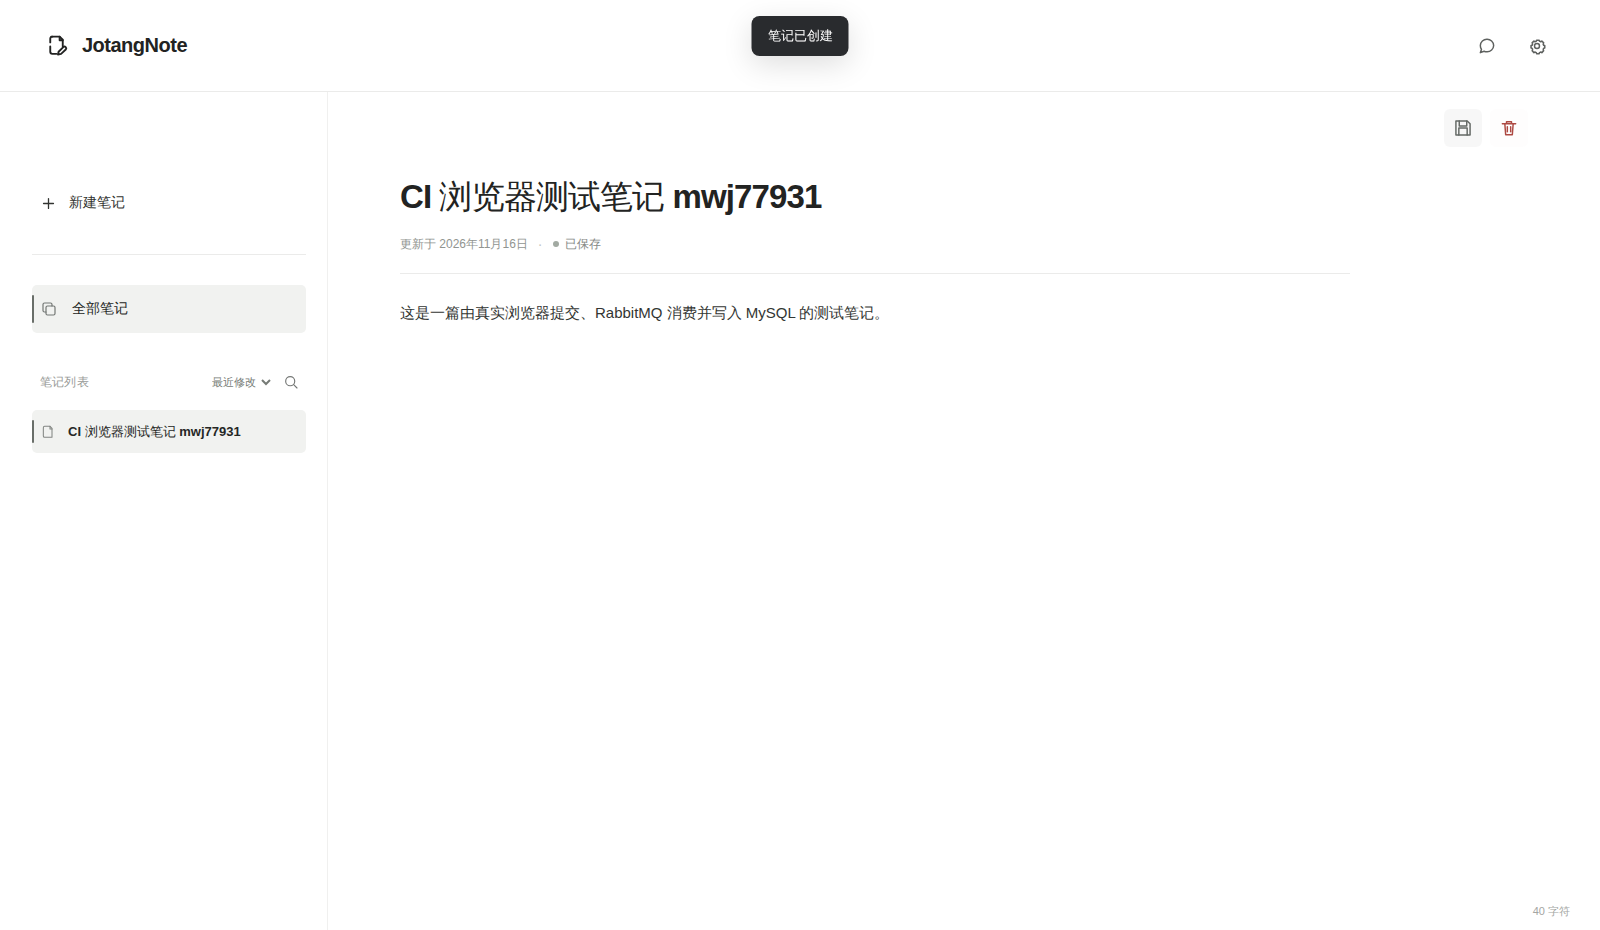 JotangNote
笔记已创建
新建笔记
全部笔记
笔记列表
最近修改
CI 浏览器测试笔记 mwj77931
CI 浏览器测试笔记 mwj77931
更新于 2026年11月16日 · 已保存
这是一篇由真实浏览器提交、RabbitMQ 消费并写入 MySQL 的测试笔记。
40 字符